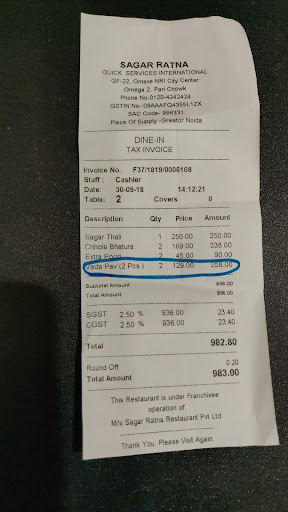 SAGAR RATNA
QUICK SERVICES INTERNATIONAL
GF-22, Omaxe NRI City Center
Omega 2, Pari Chowk
Phone No-0120-4242424
GSTIN No-:09AAAFQ4355L1ZX
SAC Code- 996331
Place Of Supply -Greater Noida
DINE-IN
TAX INVOICE
Invoice No. F37/1819/0006108
Staff : Cashier
Date: 30-09-18 14:12:21
Table: 2 Covers 0
Description Qty Price Amount
Sagar Thali 1 250.00 250.00
Chhola Bhatura 2 169.00 338.00
Extra Poori 2 45.00 90.00
Vada Pav (2 Pcs.) 2 129.00 258.00
Subtotal Amount 936.00
Total Amount 936.00
SGST 2.50 % 936.00 23.40
CGST 2.50 % 936.00 23.40
Total 982.80
Round Off 0.20
Total Amount 983.00
This Restaurant is under Franchisee
operation of
M/s Sagar Ratna Restaurant Pvt Ltd
Thank You. Please Visit Again.